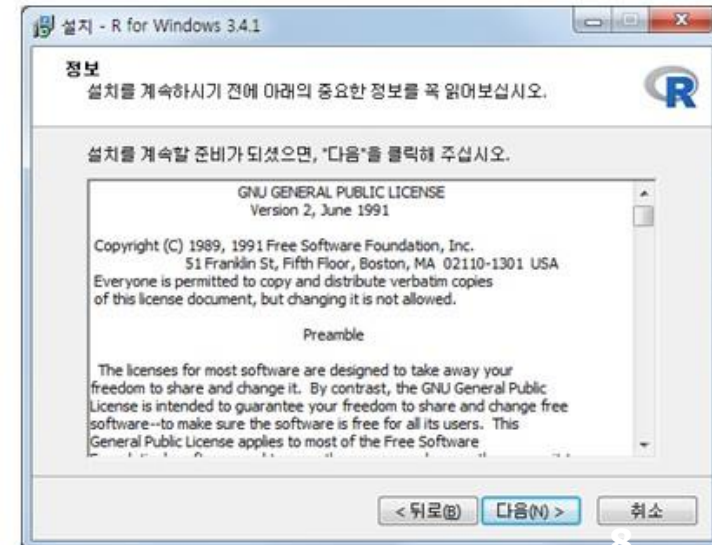 설치 - R for Windows 3.4.1
정보
설치를 계속하시기 전에 아래의 중요한 정보를 꼭 읽어보십시오.
R
설치를 계속할 준비가 되셨으면, "다음"을 클릭해 주십시오.
GNU GENERAL PUBLIC LICENSE
Version 2, June 1991
Copyright (C) 1989, 1991 Free Software Foundation, Inc.
51 Franklin St, Fifth Floor, Boston, MA 02110-1301 USA
Everyone is permitted to copy and distribute verbatim copies
of this license document, but changing it is not allowed.
Preamble
The licenses for most software are designed to take away your
freedom to share and change it. By contrast, the GNU General Public
License is intended to guarantee your freedom to share and change free
software--to make sure the software is free for all its users. This
General Public License applies to most of the Free Software
< 뒤로(B)
다음(N) >
취소
8